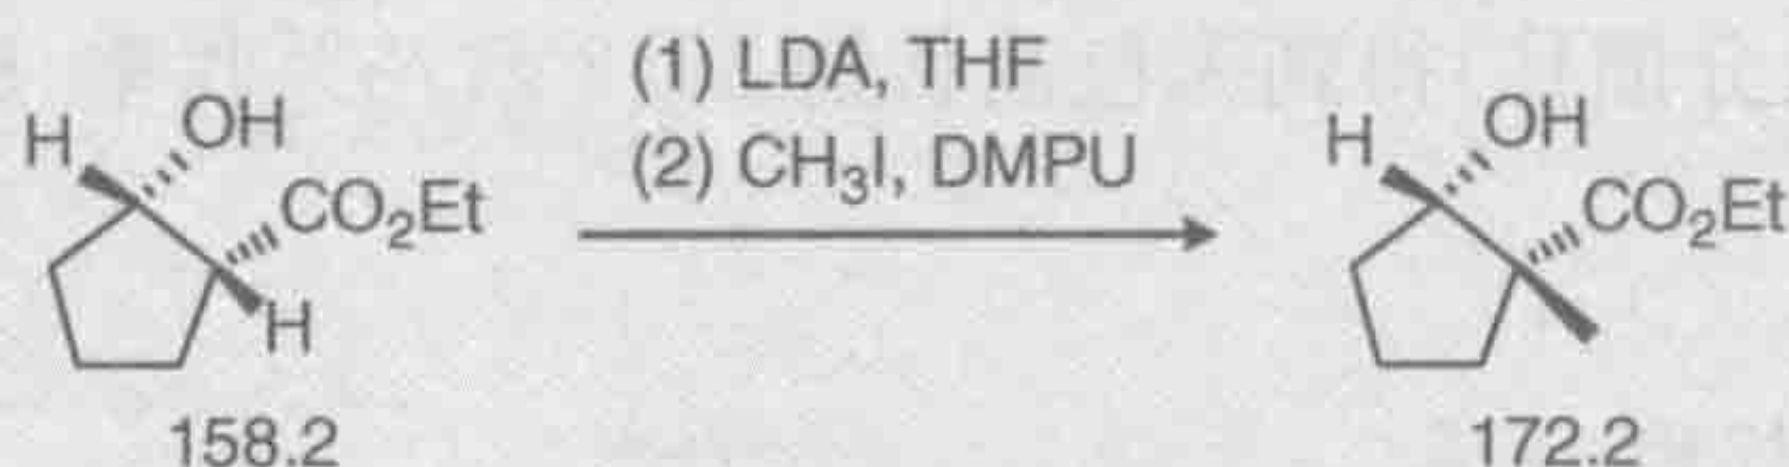 (1) LDA, THF
(2) CH₃I, DMPU
H
OH
CO₂Et
H
158.2
H
OH
CO₂Et
172.2